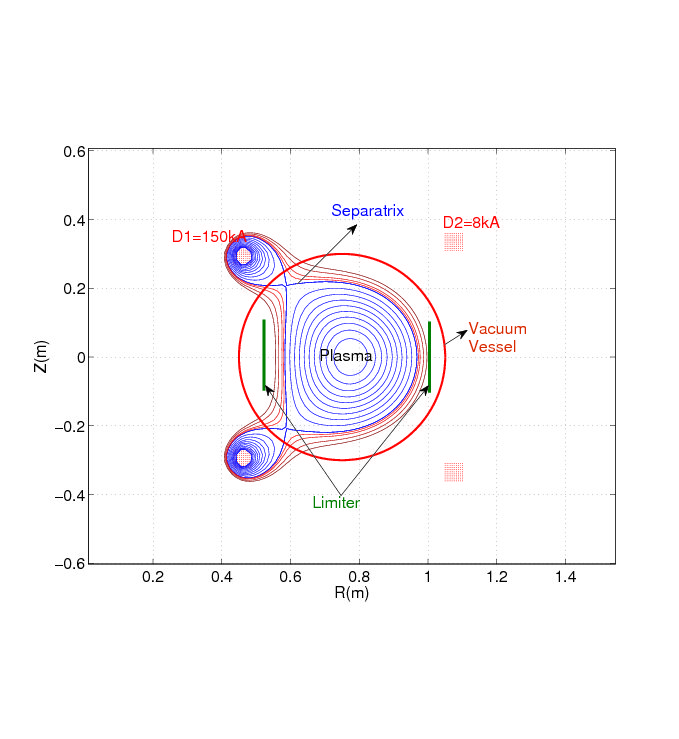 0.6
Separatrix
0.4
D2=8kA
D1=150kA
0.2
Vacuum
Vessel
Z(m)
0
Plasma
−0.2
−0.4
Limiter
−0.6
0.2
0.4
0.6
0.8
1
1.2
1.4
R(m)